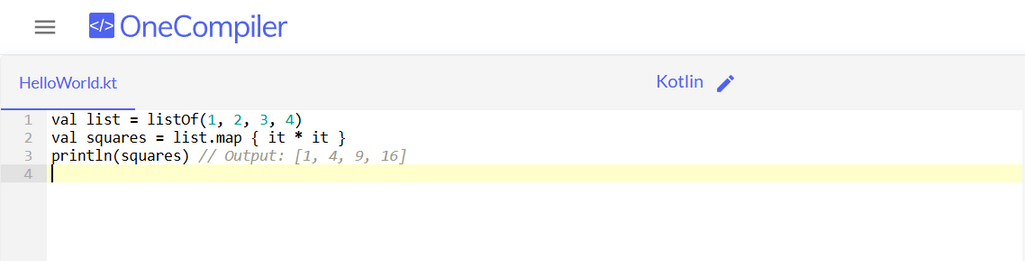 </> OneCompiler
HelloWorld.kt
Kotlin
1 val list = listOf(1, 2, 3, 4)
2 val squares = list.map { it * it }
3 println(squares) // Output: [1, 4, 9, 16]
4